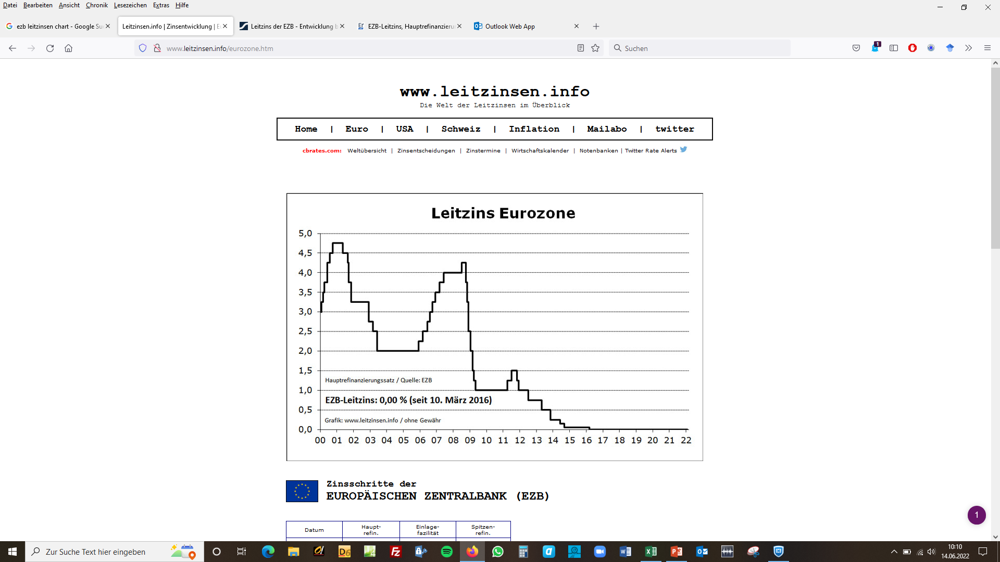 Datei Bearbeiten Ansicht Chronik Lesezeichen Extras Hilfe
ezb leitzinsen chart - Google Su
Leitzinsen.info | Zinsentwicklung | E
Leitzins der EZB - Entwicklung b
EZB-Leitzins, Hauptrefinanzieru
Outlook Web App
www.leitzinsen.info/eurozone.htm
Suchen
1
www.leitzinsen.info
Die Welt der Leitzinsen im Überblick
Home | Euro | USA | Schweiz | Inflation | Mailabo | twitter
cbrates.com: Weltübersicht | Zinsentscheidungen | Zinstermine | Wirtschaftskalender | Notenbanken | Twitter Rate Alerts
Leitzins Eurozone
5,0
4,5
4,0
3,5
3,0
2,5
2,0
1,5
Hauptrefinanzierungssatz / Quelle: EZB
1,0
EZB-Leitzins: 0,00 % (seit 10. März 2016)
0,5
Grafik: www.leitzinsen.info / ohne Gewähr
0,0
00 01 02 03 04 05 06 07 08 09 10 11 12 13 14 15 16 17 18 19 20 21 22
Zinsschritte der
EUROPÄISCHEN ZENTRALBANK (EZB)
1
Datum
Haupt-
refin.
Einlage-
fazilität
Spitzen-
refin.
Zur Suche Text hier eingeben
10:10
14.06.2022